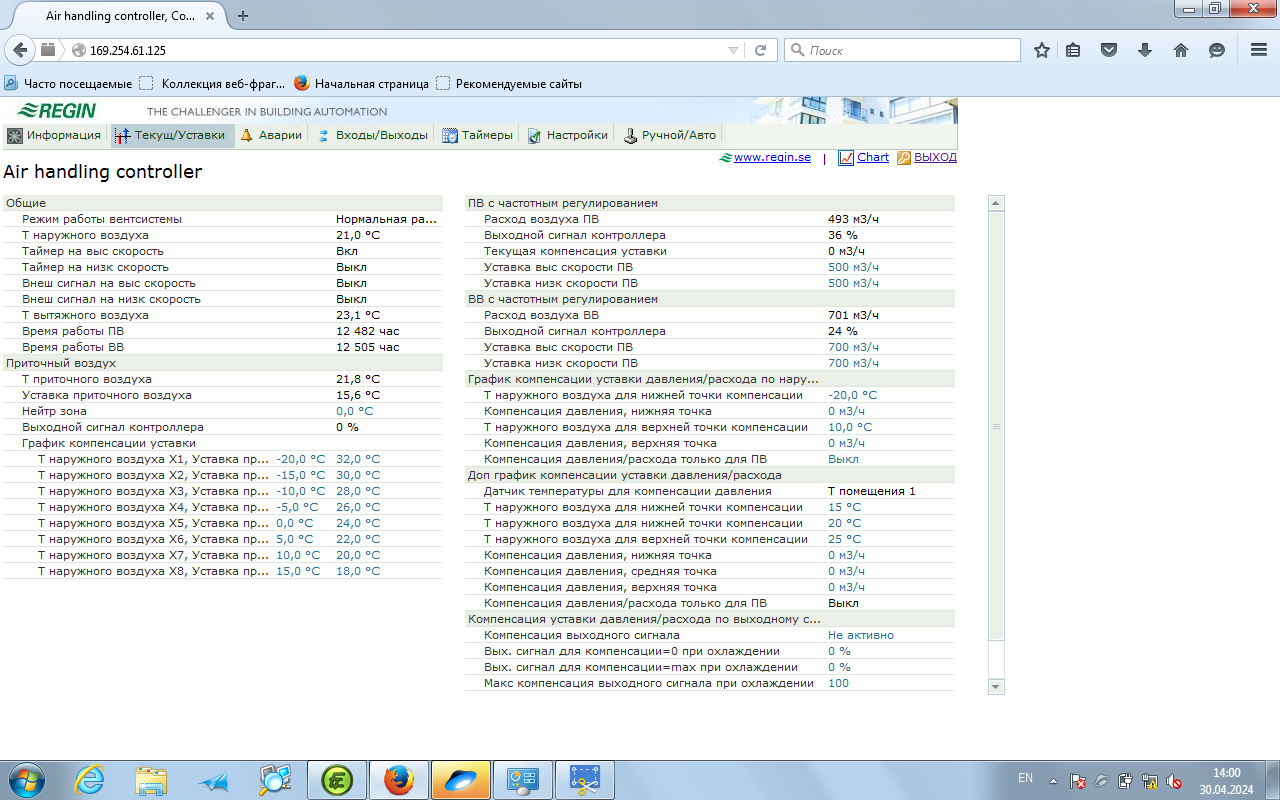 Air handling controller, Co...
169.254.61.125
Поиск
Часто посещаемые
Коллекция веб-фраг...
Начальная страница
Рекомендуемые сайты
REGIN
THE CHALLENGER IN BUILDING AUTOMATION
Информация
Текущ/Уставки
Аварии
Входы/Выходы
Таймеры
Настройки
Ручной/Авто
www.regin.se | Chart ВЫХОД
Air handling controller
Общие
Режим работы вентсистемы Нормальная ра...
Т наружного воздуха 21,0 °C
Таймер на выс скорость Вкл
Таймер на низк скорость Выкл
Внеш сигнал на выс скорость Выкл
Внеш сигнал на низк скорость Выкл
Т вытяжного воздуха 23,1 °C
Время работы ПВ 12 482 час
Время работы ВВ 12 505 час
Приточный воздух
Т приточного воздуха 21,8 °C
Уставка приточного воздуха 15,6 °C
Нейтр зона 0,0 °C
Выходной сигнал контроллера 0 %
График компенсации уставки
Т наружного воздуха X1, Уставка пр... -20,0 °C 32,0 °C
Т наружного воздуха X2, Уставка пр... -15,0 °C 30,0 °C
Т наружного воздуха X3, Уставка пр... -10,0 °C 28,0 °C
Т наружного воздуха X4, Уставка пр... -5,0 °C 26,0 °C
Т наружного воздуха X5, Уставка пр... 0,0 °C 24,0 °C
Т наружного воздуха X6, Уставка пр... 5,0 °C 22,0 °C
Т наружного воздуха X7, Уставка пр... 10,0 °C 20,0 °C
Т наружного воздуха X8, Уставка пр... 15,0 °C 18,0 °C
ПВ с частотным регулированием
Расход воздуха ПВ 493 м3/ч
Выходной сигнал контроллера 36 %
Текущая компенсация уставки 0 м3/ч
Уставка выс скорости ПВ 500 м3/ч
Уставка низк скорости ПВ 500 м3/ч
ВВ с частотным регулированием
Расход воздуха ВВ 701 м3/ч
Выходной сигнал контроллера 24 %
Уставка выс скорости ПВ 700 м3/ч
Уставка низк скорости ПВ 700 м3/ч
График компенсации уставки давления/расхода по нару...
Т наружного воздуха для нижней точки компенсации -20,0 °C
Компенсация давления, нижняя точка 0 м3/ч
Т наружного воздуха для верхней точки компенсации 10,0 °C
Компенсация давления, верхняя точка 0 м3/ч
Компенсация давления/расхода только для ПВ Выкл
Доп график компенсации уставки давления/расхода
Датчик температуры для компенсации давления Т помещения 1
Т наружного воздуха для нижней точки компенсации 15 °C
Т наружного воздуха для нижней точки компенсации 20 °C
Т наружного воздуха для верхней точки компенсации 25 °C
Компенсация давления, нижняя точка 0 м3/ч
Компенсация давления, средняя точка 0 м3/ч
Компенсация давления, верхняя точка 0 м3/ч
Компенсация давления/расхода только для ПВ Выкл
Компенсация уставки давления/расхода по выходному с...
Компенсация выходного сигнала Не активно
Вых. сигнал для компенсации=0 при охлаждении 0 %
Вых. сигнал для компенсации=max при охлаждении 0 %
Макс компенсация выходного сигнала при охлаждении 100
EN
14:00
30.04.2024